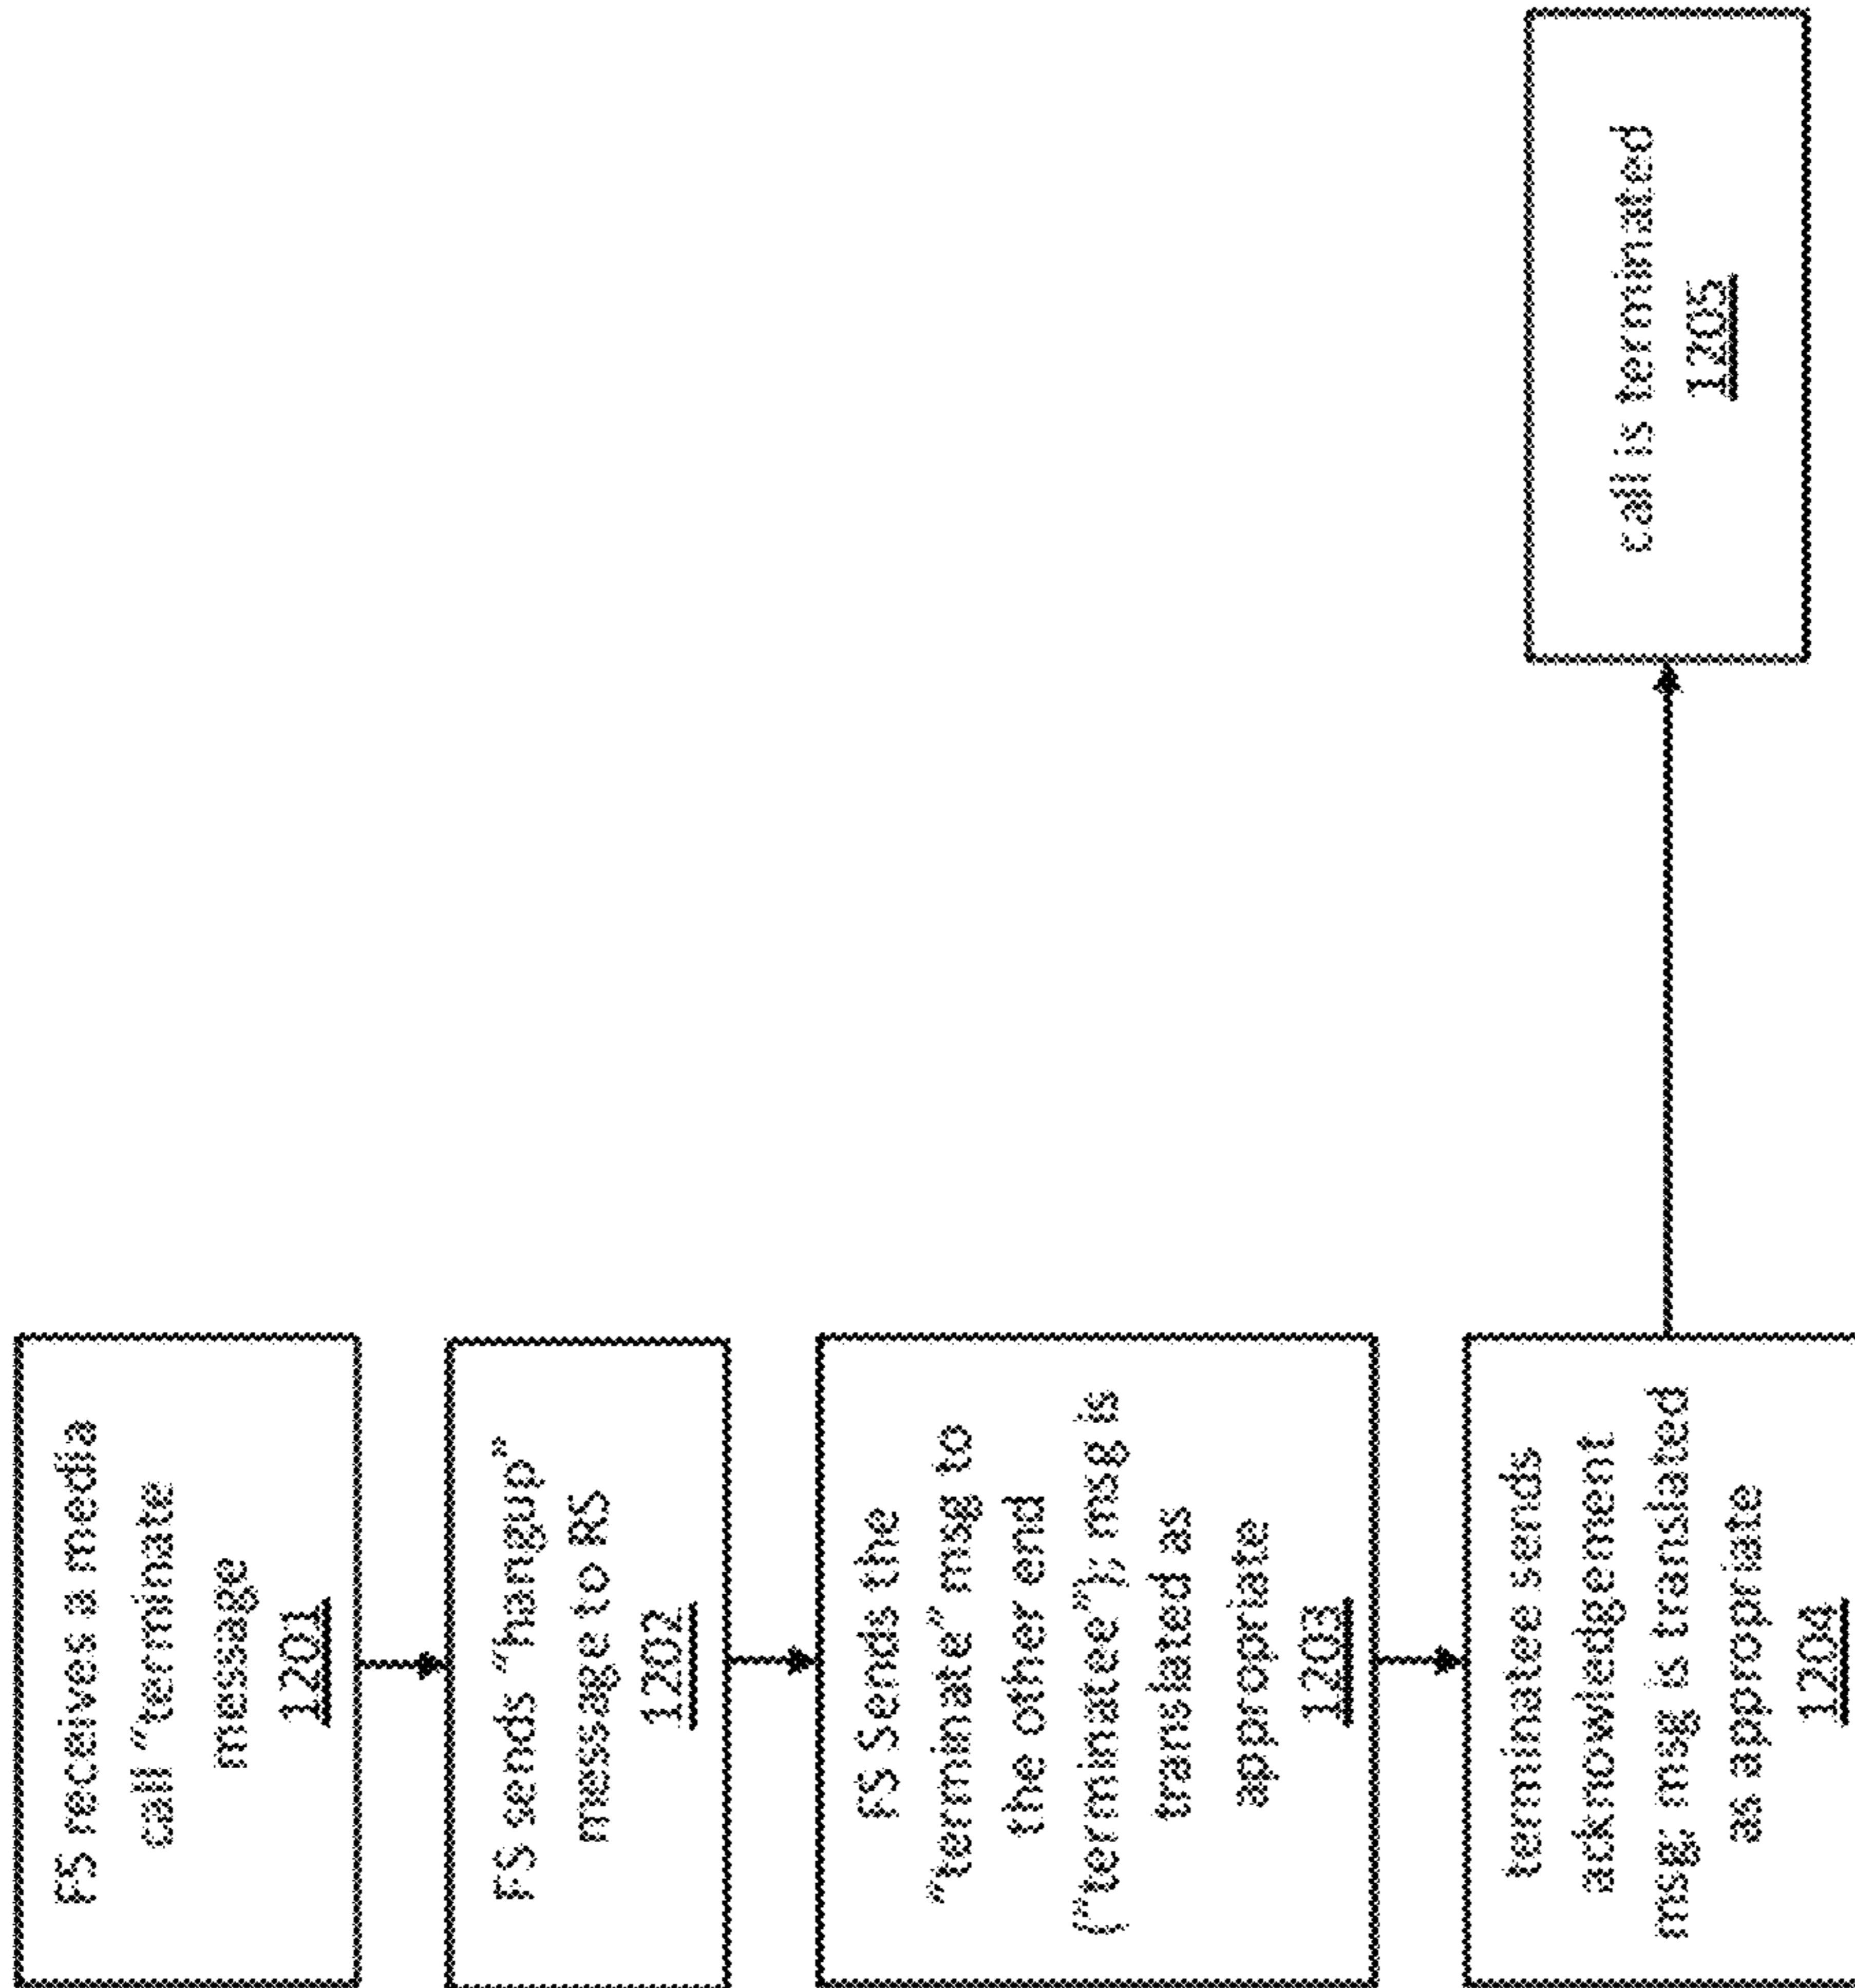 FS receives a media
call "terminate
message
1201
FS sends "hangup"
message to RS
1202
FS Sends the
"terminate" msg to
the other end
("terminatee"); msg is
translated as
appropriate
1203
terminatee sends
acknowledgement
msg; msg is translated
as appropriate
1204
call is terminated
1205